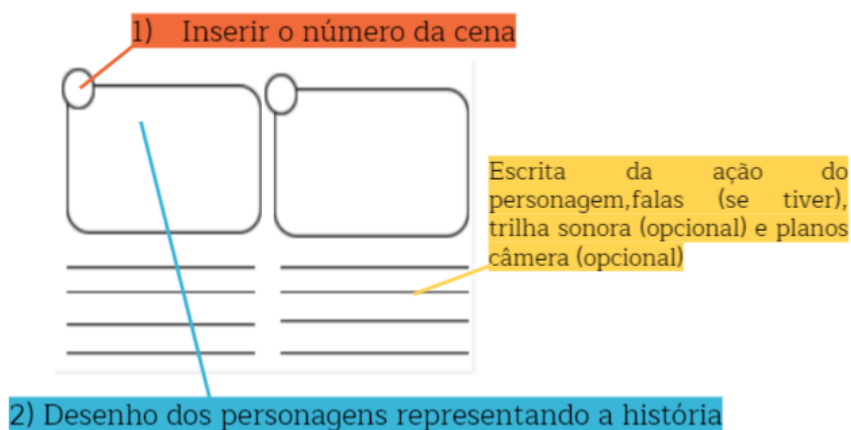 1) Inserir o número da cena
Escrita da ação do
personagem,falas (se tiver),
trilha sonora (opcional) e planos
câmera (opcional)
2) Desenho dos personagens representando a história